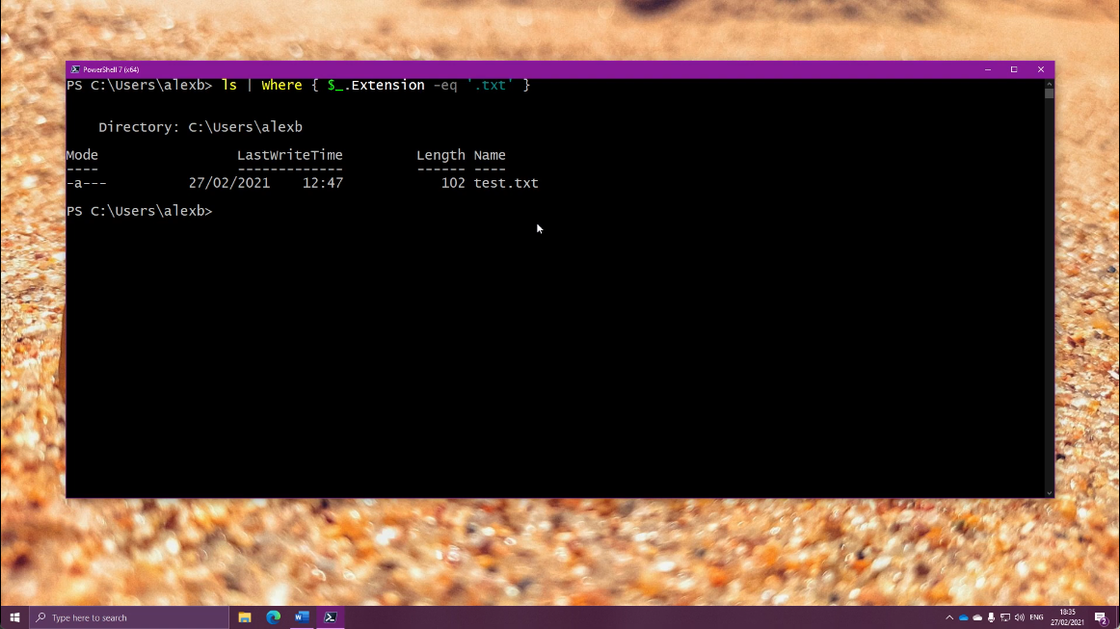 PowerShell 7 (x64)
PS C:\Users\alexb> ls | Where { $_.Extension -eq '.txt' }
Directory: C:\Users\alexb
Mode LastWriteTime Length Name
---- ------------- ------ ----
-a--- 27/02/2021 12:47 102 test.txt
PS C:\Users\alexb>
Type here to search
ENG
18:35
27/02/2021
2